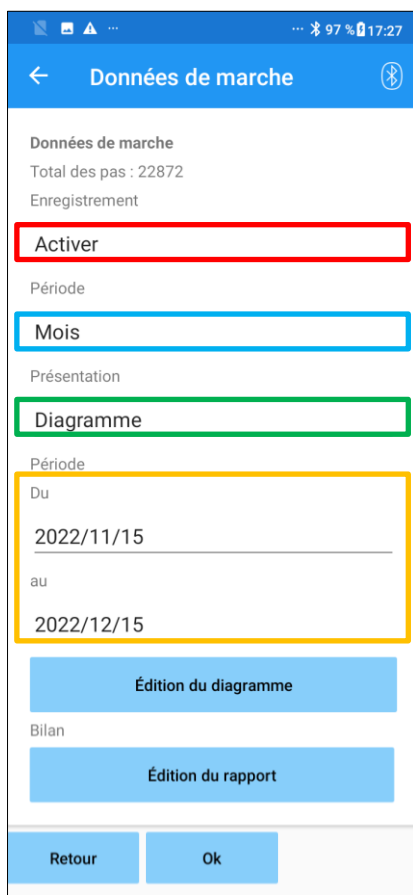 ··· ··· 97 % 17:27
Données de marche
Données de marche
Total des pas : 22872
Enregistrement
Activer
Période
Mois
Présentation
Diagramme
Période
Du
2022/11/15
au
2022/12/15
Édition du diagramme
Bilan
Édition du rapport
Retour Ok